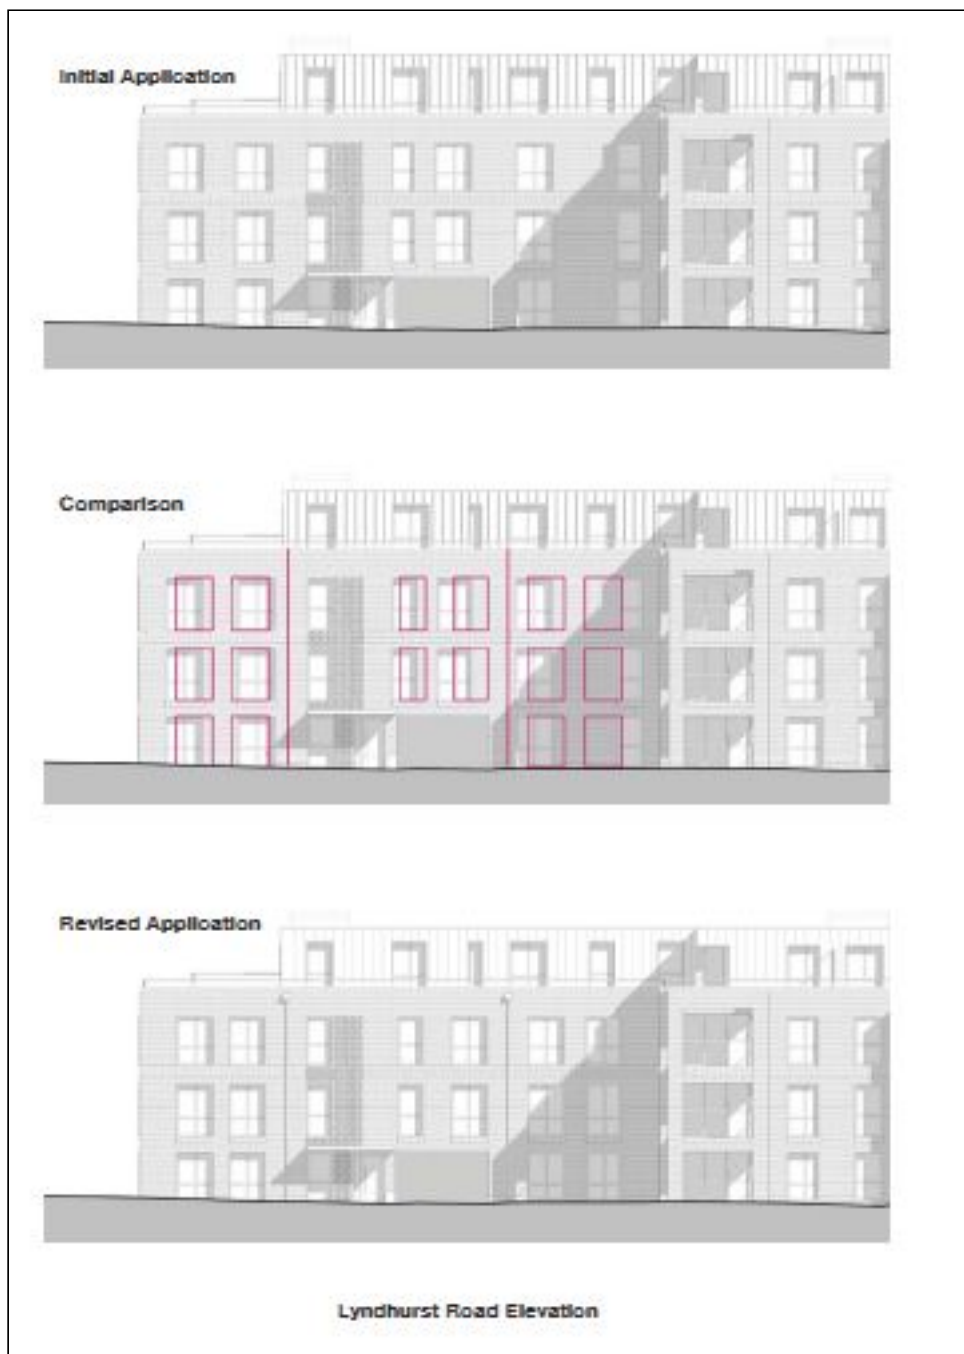 Initial Application
Comparison
Revised Application
Lyndhurst Road Elevation